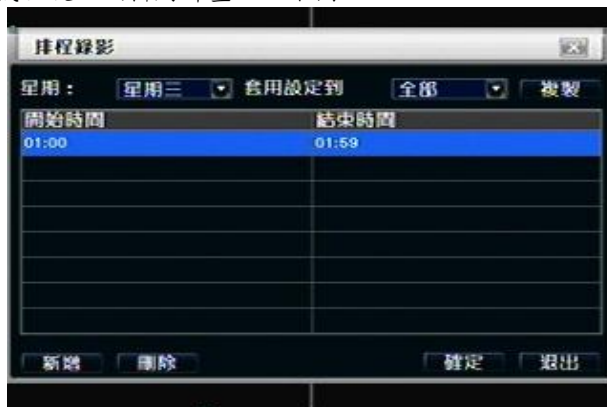 排程錄影
星期： 星期三 套用設定到 全部 複製
開始時間 結束時間
01:00 01:59
新增 刪除 確定 退出